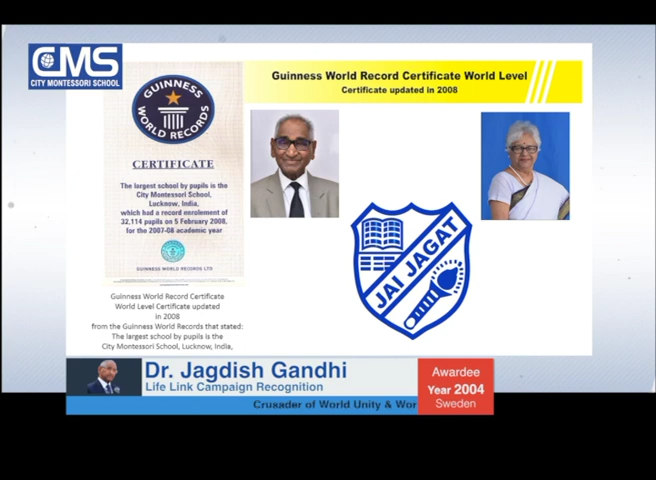 CMS
CITY MONTESSORI SCHOOL
Guinness World Record Certificate World Level
Certificate updated in 2008
GUINNESS
WORLD RECORDS
CERTIFICATE
The largest school by pupils is the
City Montessori School,
Lucknow, India,
which had a record enrolement of
32,114 pupils on 5 February 2008,
for the 2007-08 academic year
GUINNESS WORLD RECORDS LTD
JAI JAGAT
Guinness World Record Certificate
World Level Certificate updated
in 2008
from the Guinness World Records that stated:
The largest school by pupils is the
City Montessori School, Lucknow, India,
Dr. Jagdish Gandhi
Life Link Campaign Recognition
Crusader of World Unity & Wor
Awardee
Year 2004
Sweden